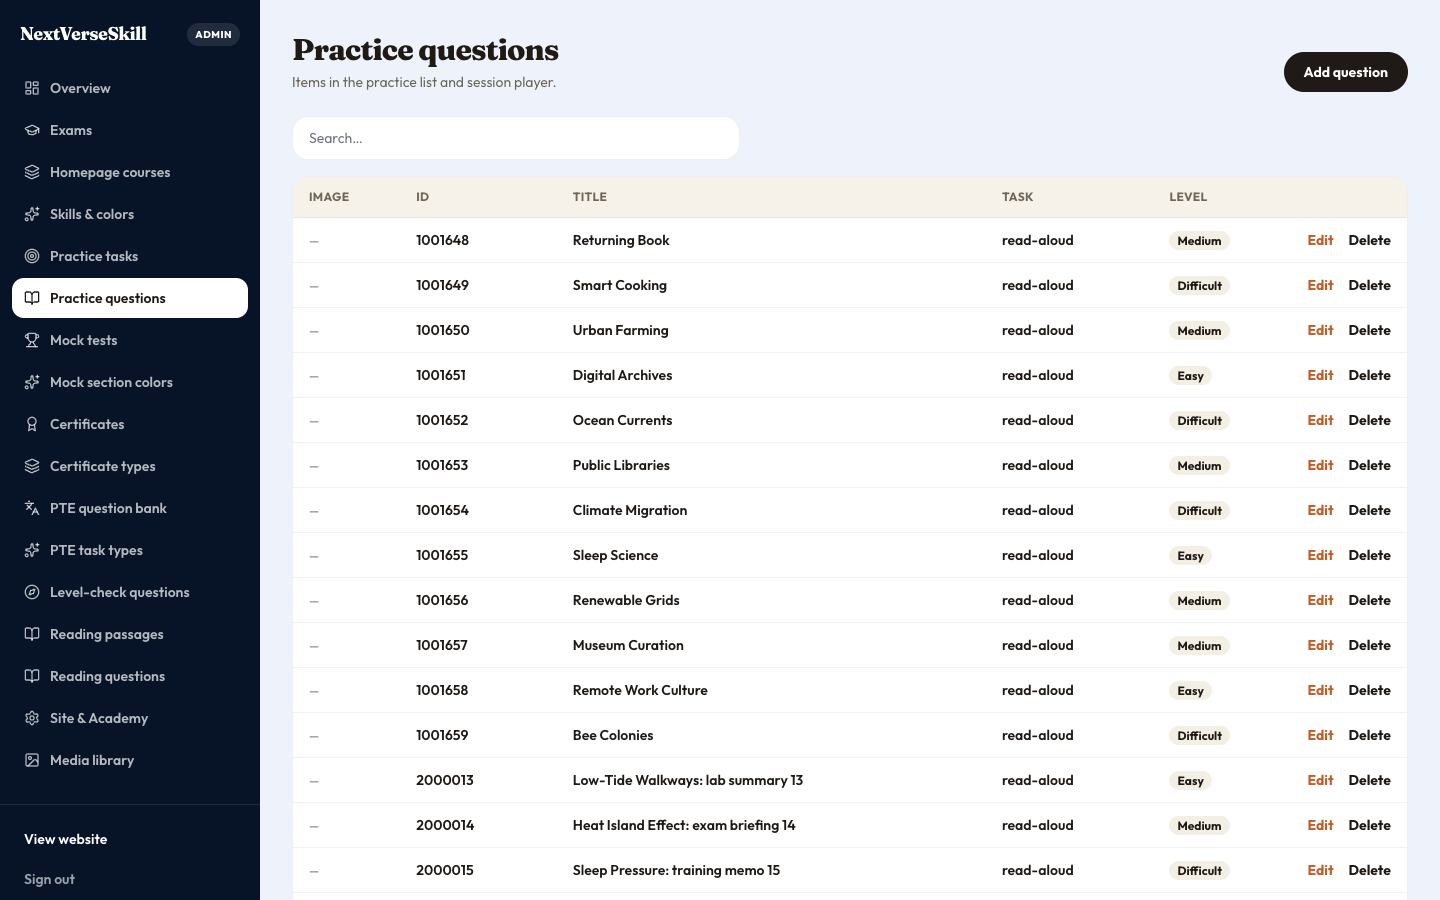 NextVerseSkill ADMIN
Overview
Exams
Homepage courses
Skills & colors
Practice tasks
Practice questions
Mock tests
Mock section colors
Certificates
Certificate types
PTE question bank
PTE task types
Level-check questions
Reading passages
Reading questions
Site & Academy
Media library
View website
Sign out
Practice questions
Items in the practice list and session player.
Add question
Search...
IMAGE ID TITLE TASK LEVEL
— 1001648 Returning Book read-aloud Medium Edit Delete
— 1001649 Smart Cooking read-aloud Difficult Edit Delete
— 1001650 Urban Farming read-aloud Medium Edit Delete
— 1001651 Digital Archives read-aloud Easy Edit Delete
— 1001652 Ocean Currents read-aloud Difficult Edit Delete
— 1001653 Public Libraries read-aloud Medium Edit Delete
— 1001654 Climate Migration read-aloud Difficult Edit Delete
— 1001655 Sleep Science read-aloud Easy Edit Delete
— 1001656 Renewable Grids read-aloud Medium Edit Delete
— 1001657 Museum Curation read-aloud Medium Edit Delete
— 1001658 Remote Work Culture read-aloud Easy Edit Delete
— 1001659 Bee Colonies read-aloud Difficult Edit Delete
— 2000013 Low-Tide Walkways: lab summary 13 read-aloud Easy Edit Delete
— 2000014 Heat Island Effect: exam briefing 14 read-aloud Medium Edit Delete
— 2000015 Sleep Pressure: training memo 15 read-aloud Difficult Edit Delete